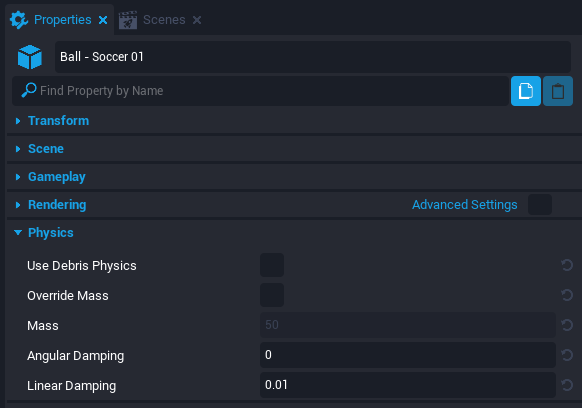 Properties Scenes
Ball - Soccer 01
Find Property by Name
Transform
Scene
Gameplay
Rendering Advanced Settings
Physics
Use Debris Physics
Override Mass
Mass 50
Angular Damping 0
Linear Damping 0.01